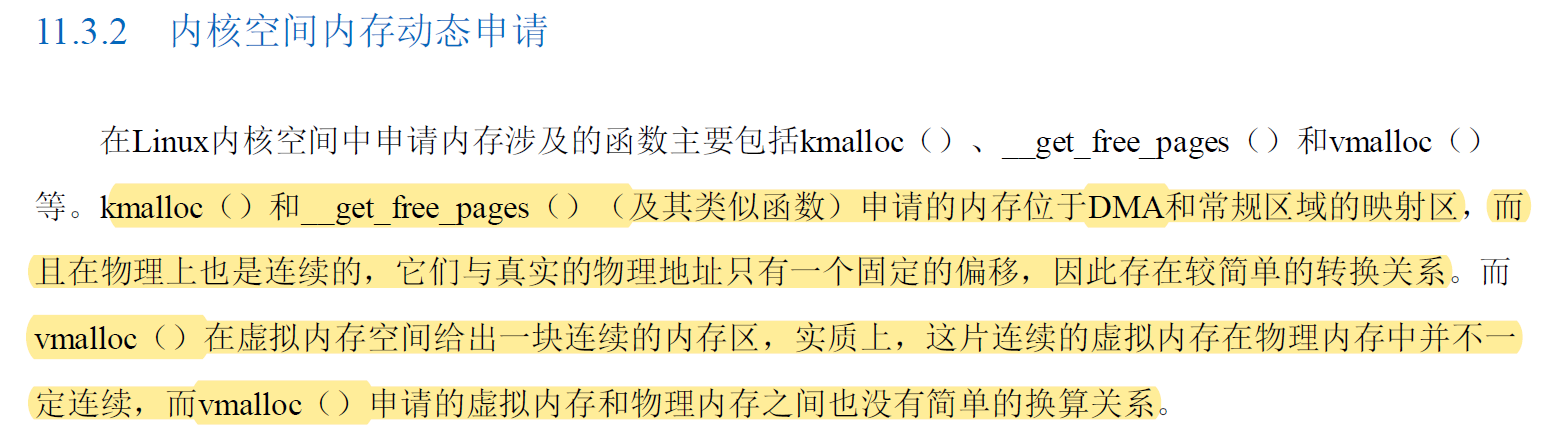 11.3.2 内核空间内存动态申请
在Linux内核空间中申请内存涉及的函数主要包括kmalloc（）、__get_free_pages（）和vmalloc（）
等。kmalloc（）和__get_free_pages（）（及其类似函数）申请的内存位于DMA和常规区域的映射区，而
且在物理上也是连续的，它们与真实的物理地址只有一个固定的偏移，因此存在较简单的转换关系。而
vmalloc（）在虚拟内存空间给出一块连续的内存区，实质上，这片连续的虚拟内存在物理内存中并不一
定连续，而vmalloc（）申请的虚拟内存和物理内存之间也没有简单的换算关系。